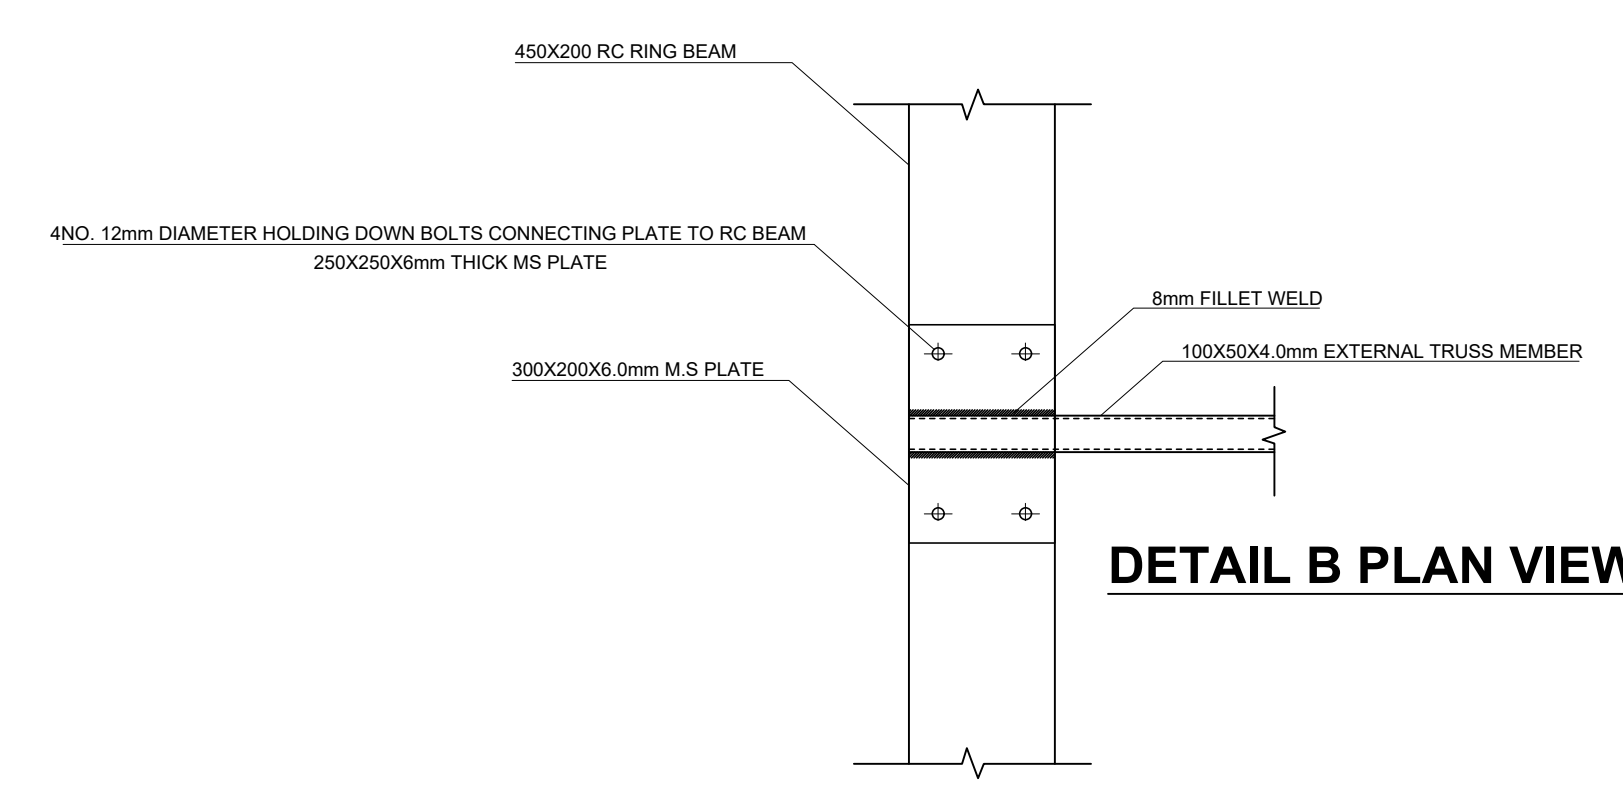 450X200 RC RING BEAM
4NO. 12mm DIAMETER HOLDING DOWN BOLTS CONNECTING PLATE TO RC BEAM
250X250X6mm THICK MS PLATE
8mm FILLET WELD
100X50X4.0mm EXTERNAL TRUSS MEMBER
300X200X6.0mm M.S PLATE
DETAIL B PLAN VIEW